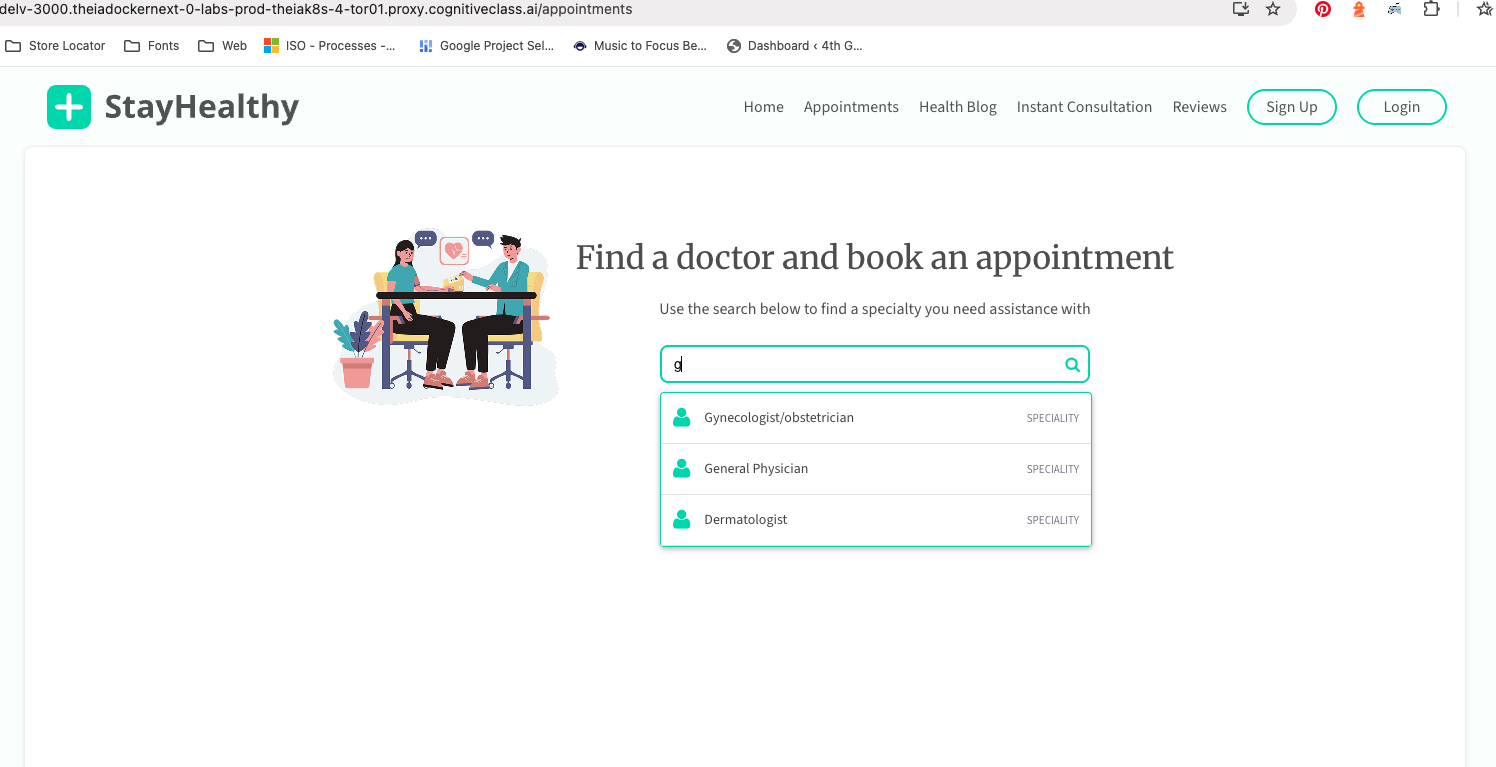 delv-3000.theiadockernext-0-labs-prod-theiak8s-4-tor01.proxy.cognitiveclass.ai/appointments
Store Locator Fonts Web ISO - Processes -... Google Project Sel... Music to Focus Be... Dashboard ‹ 4th G...
StayHealthy Home Appointments Health Blog Instant Consultation Reviews Sign Up Login
Find a doctor and book an appointment
Use the search below to find a specialty you need assistance with
g
Gynecologist/obstetrician SPECIALITY
General Physician SPECIALITY
Dermatologist SPECIALITY